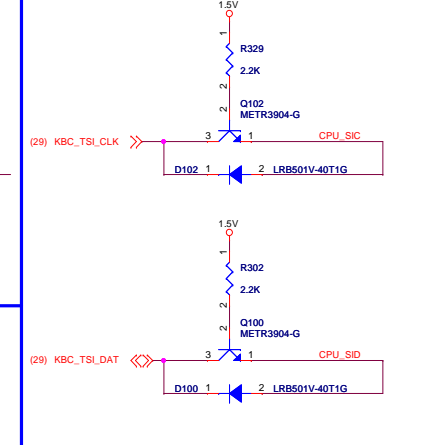 1.5V
1
R329
2.2K
2
2
Q102
METR3904-G
(29) KBC_TSI_CLK
3
1
CPU_SIC
D102
1
2
LRB501V-40T1G
1.5V
1
R302
2.2K
2
2
Q100
METR3904-G
(29) KBC_TSI_DAT
3
1
CPU_SID
D100
1
2
LRB501V-40T1G